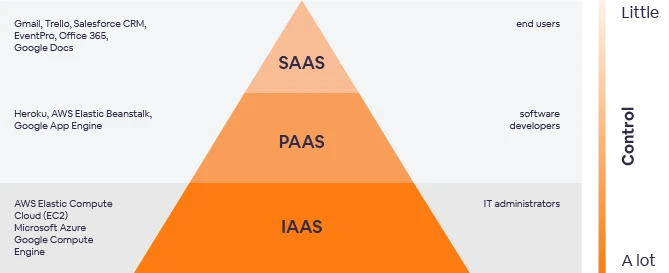 Gmail, Trello, Salesforce CRM,
EventPro, Office 365,
Google Docs
SAAS
end users
Little
Heroku, AWS Elastic Beanstalk,
Google App Engine
PAAS
software
developers
Control
AWS Elastic Compute
Cloud (EC2)
Microsoft Azure
Google Compute
Engine
IAAS
IT administrators
A lot